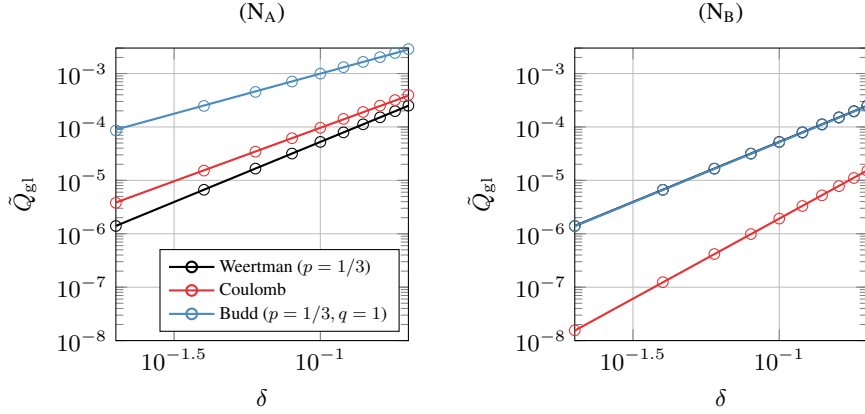 (N_A)
10^{-3}
10^{-4}
10^{-5}
10^{-6}
10^{-7}
10^{-8}
Q̃_{gl}
Weertman (p = 1/3)
Coulomb
Budd (p = 1/3, q = 1)
10^{-1.5}
10^{-1}
δ
(N_B)
10^{-3}
10^{-4}
10^{-5}
10^{-6}
10^{-7}
10^{-8}
Q̃_{gl}
10^{-1.5}
10^{-1}
δ